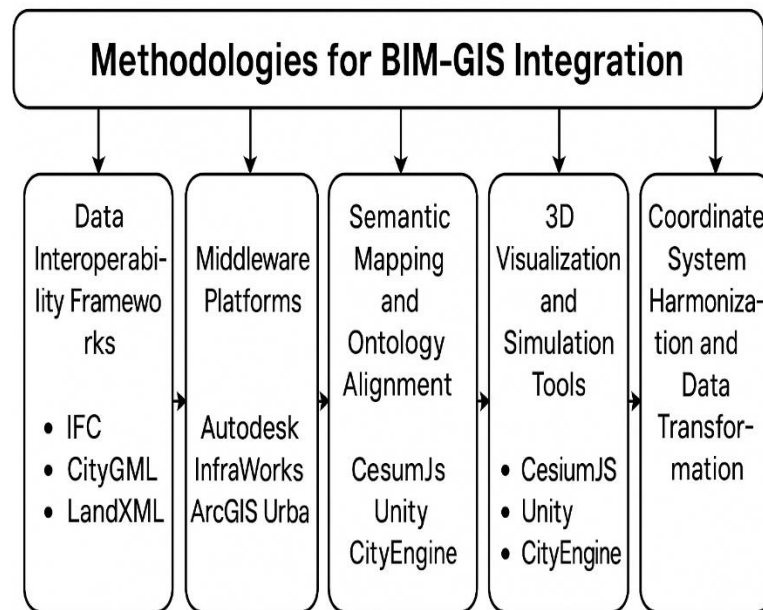 Methodologies for BIM-GIS Integration
Data
Interoperabi-
lity Framewo
rks
• IFC
• CityGML
• LandXML
Middleware
Platforms
Autodesk
InfraWorks
ArcGIS Urba
Semantic
Mapping
and
Ontology
Alignment
CesumJs
Unity
CityEngine
3D
Visualization
and
Simulation
Tools
• CesiumJS
• Unity
• CityEngine
Coordinate
System
Harmoniza-
tion and
Data
Transfor-
mation